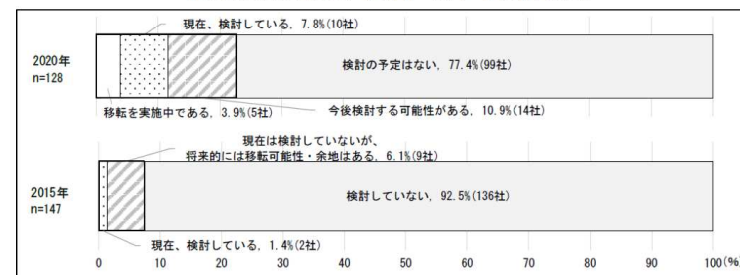 現在、検討している, 7.8%(10社)
2020年
n=128
検討の予定はない, 77.4%(99社)
移転を実施中である, 3.9%(5社)
今後検討する可能性がある, 10.9%(14社)
現在は検討していないが、
将来的には移転可能性・余地はある, 6.1%(9社)
2015年
n=147
検討していない, 92.5%(136社)
現在、検討している, 1.4%(2社)
0 10 20 30 40 50 60 70 80 90 100(%)